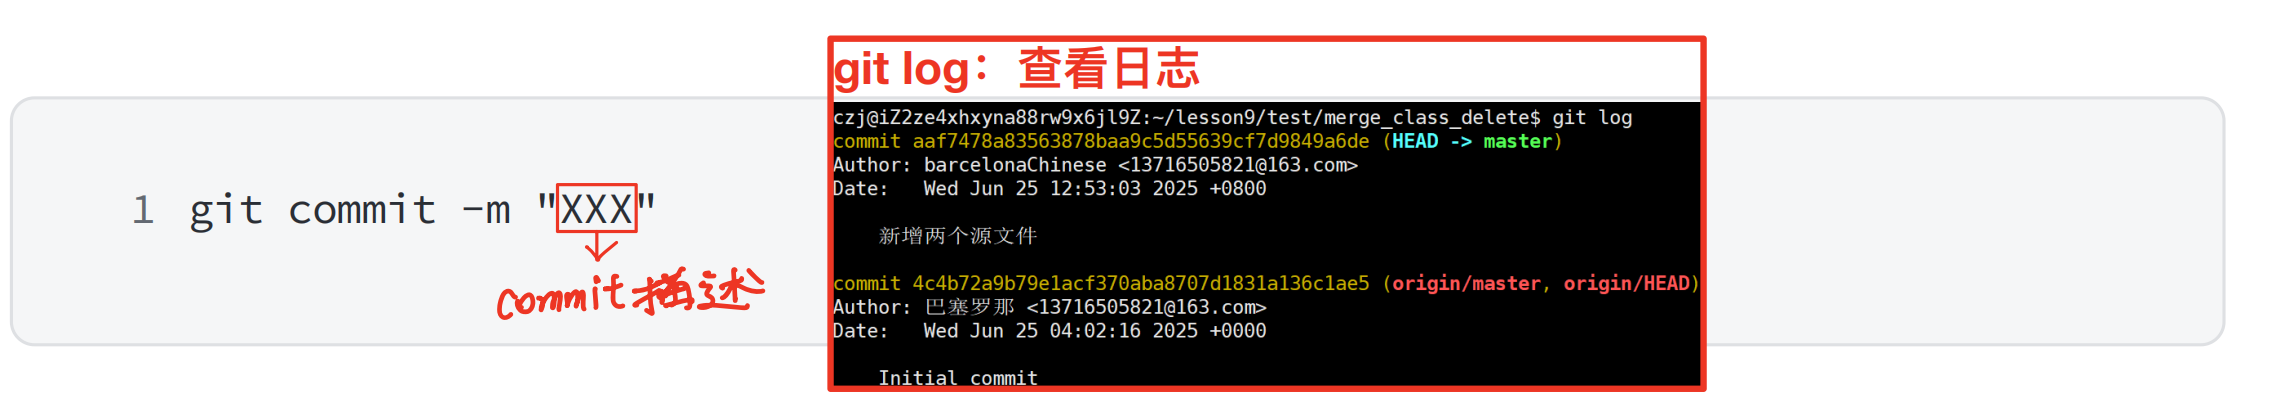 1 git commit -m "XXX"
commit描述
git log：查看日志
czj@iZ2ze4xhxyna88rw9x6jl9Z:~/lesson9/test/merge_class_delete$ git log
commit aaf7478a83563878baa9c5d55639cf7d9849a6de (HEAD -> master)
Author: barcelonaChinese <13716505821@163.com>
Date:   Wed Jun 25 12:53:03 2025 +0800
新增两个源文件
commit 4c4b72a9b79e1acf370aba8707d1831a136c1ae5 (origin/master, origin/HEAD)
Author: 巴塞罗那 <13716505821@163.com>
Date:   Wed Jun 25 04:02:16 2025 +0000
Initial commit